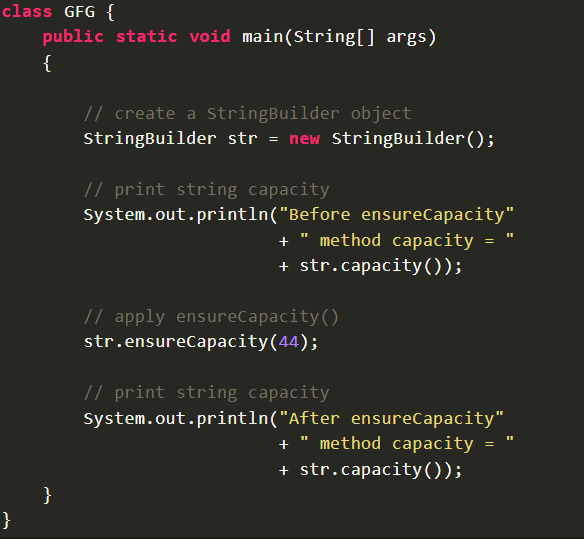 class GFG {
    public static void main(String[] args)
    {

        // create a StringBuilder object
        StringBuilder str = new StringBuilder();

        // print string capacity
        System.out.println("Before ensureCapacity"
                           + " method capacity = "
                           + str.capacity());

        // apply ensureCapacity()
        str.ensureCapacity(44);

        // print string capacity
        System.out.println("After ensureCapacity"
                           + " method capacity = "
                           + str.capacity());
    }
}